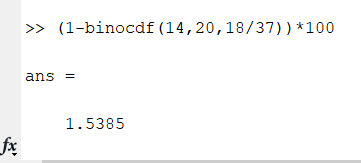 >> (1-binocdf(14,20,18/37))*100
ans =
1.5385
fx